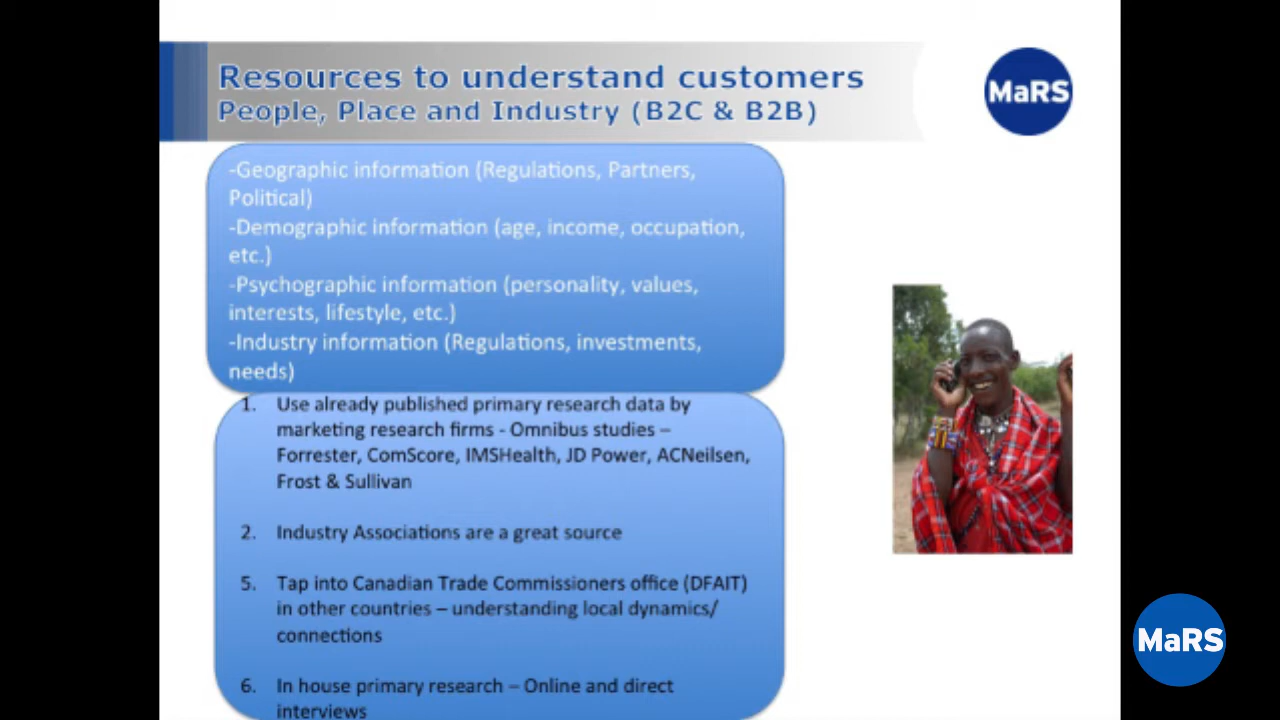 Resources to understand customers
People, Place and Industry (B2C & B2B)
MaRS
-Geographic information (Regulations, Partners,
Political)
-Demographic information (age, income, occupation,
etc.)
-Psychographic information (personality, values,
interests, lifestyle, etc.)
-Industry information (Regulations, investments,
needs)
1. Use already published primary research data by
marketing research firms - Omnibus studies –
Forrester, ComScore, IMSHealth, JD Power, ACNeilsen,
Frost & Sullivan
2. Industry Associations are a great source
5. Tap into Canadian Trade Commissioners office (DFAIT)
in other countries – understanding local dynamics/
connections
6. In house primary research – Online and direct
interviews
MaRS